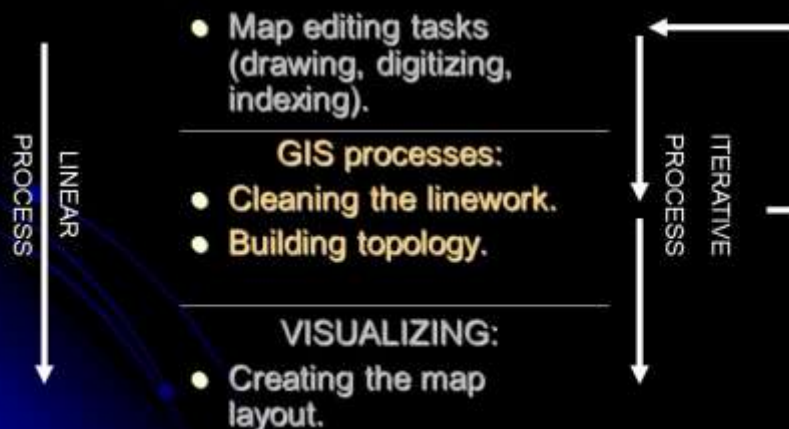 ● Map editing tasks
(drawing, digitizing,
indexing).
GIS processes:
● Cleaning the linework.
● Building topology.
VISUALIZING:
● Creating the map
layout.
LINEAR
PROCESS
ITERATIVE
PROCESS